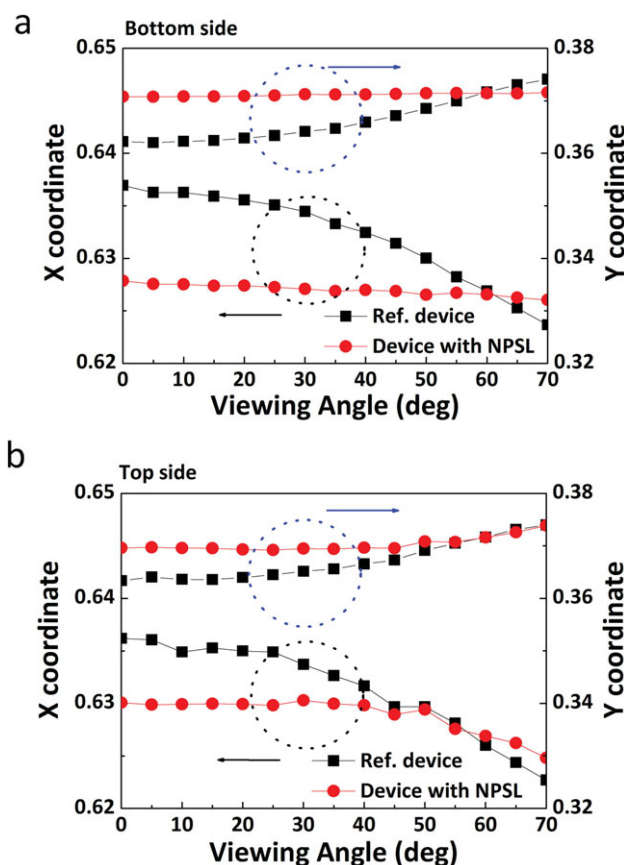 a
Bottom side
0.65
0.64
0.63
0.62
X coordinate
0.38
0.36
0.34
0.32
Y coordinate
Ref. device
Device with NPSL
0 10 20 30 40 50 60 70
Viewing Angle (deg)
b
Top side
0.65
0.64
0.63
0.62
X coordinate
0.38
0.36
0.34
0.32
Y coordinate
Ref. device
Device with NPSL
0 10 20 30 40 50 60 70
Viewing Angle (deg)